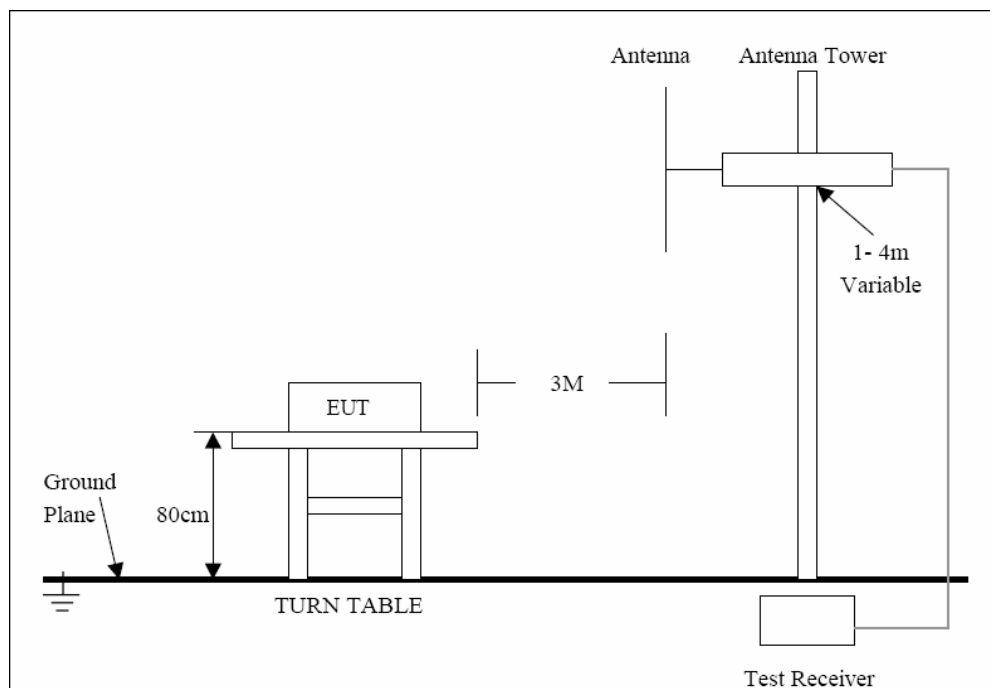 Antenna
Antenna Tower
1- 4m
Variable
3M
EUT
Ground
Plane
80cm
TURN TABLE
Test Receiver